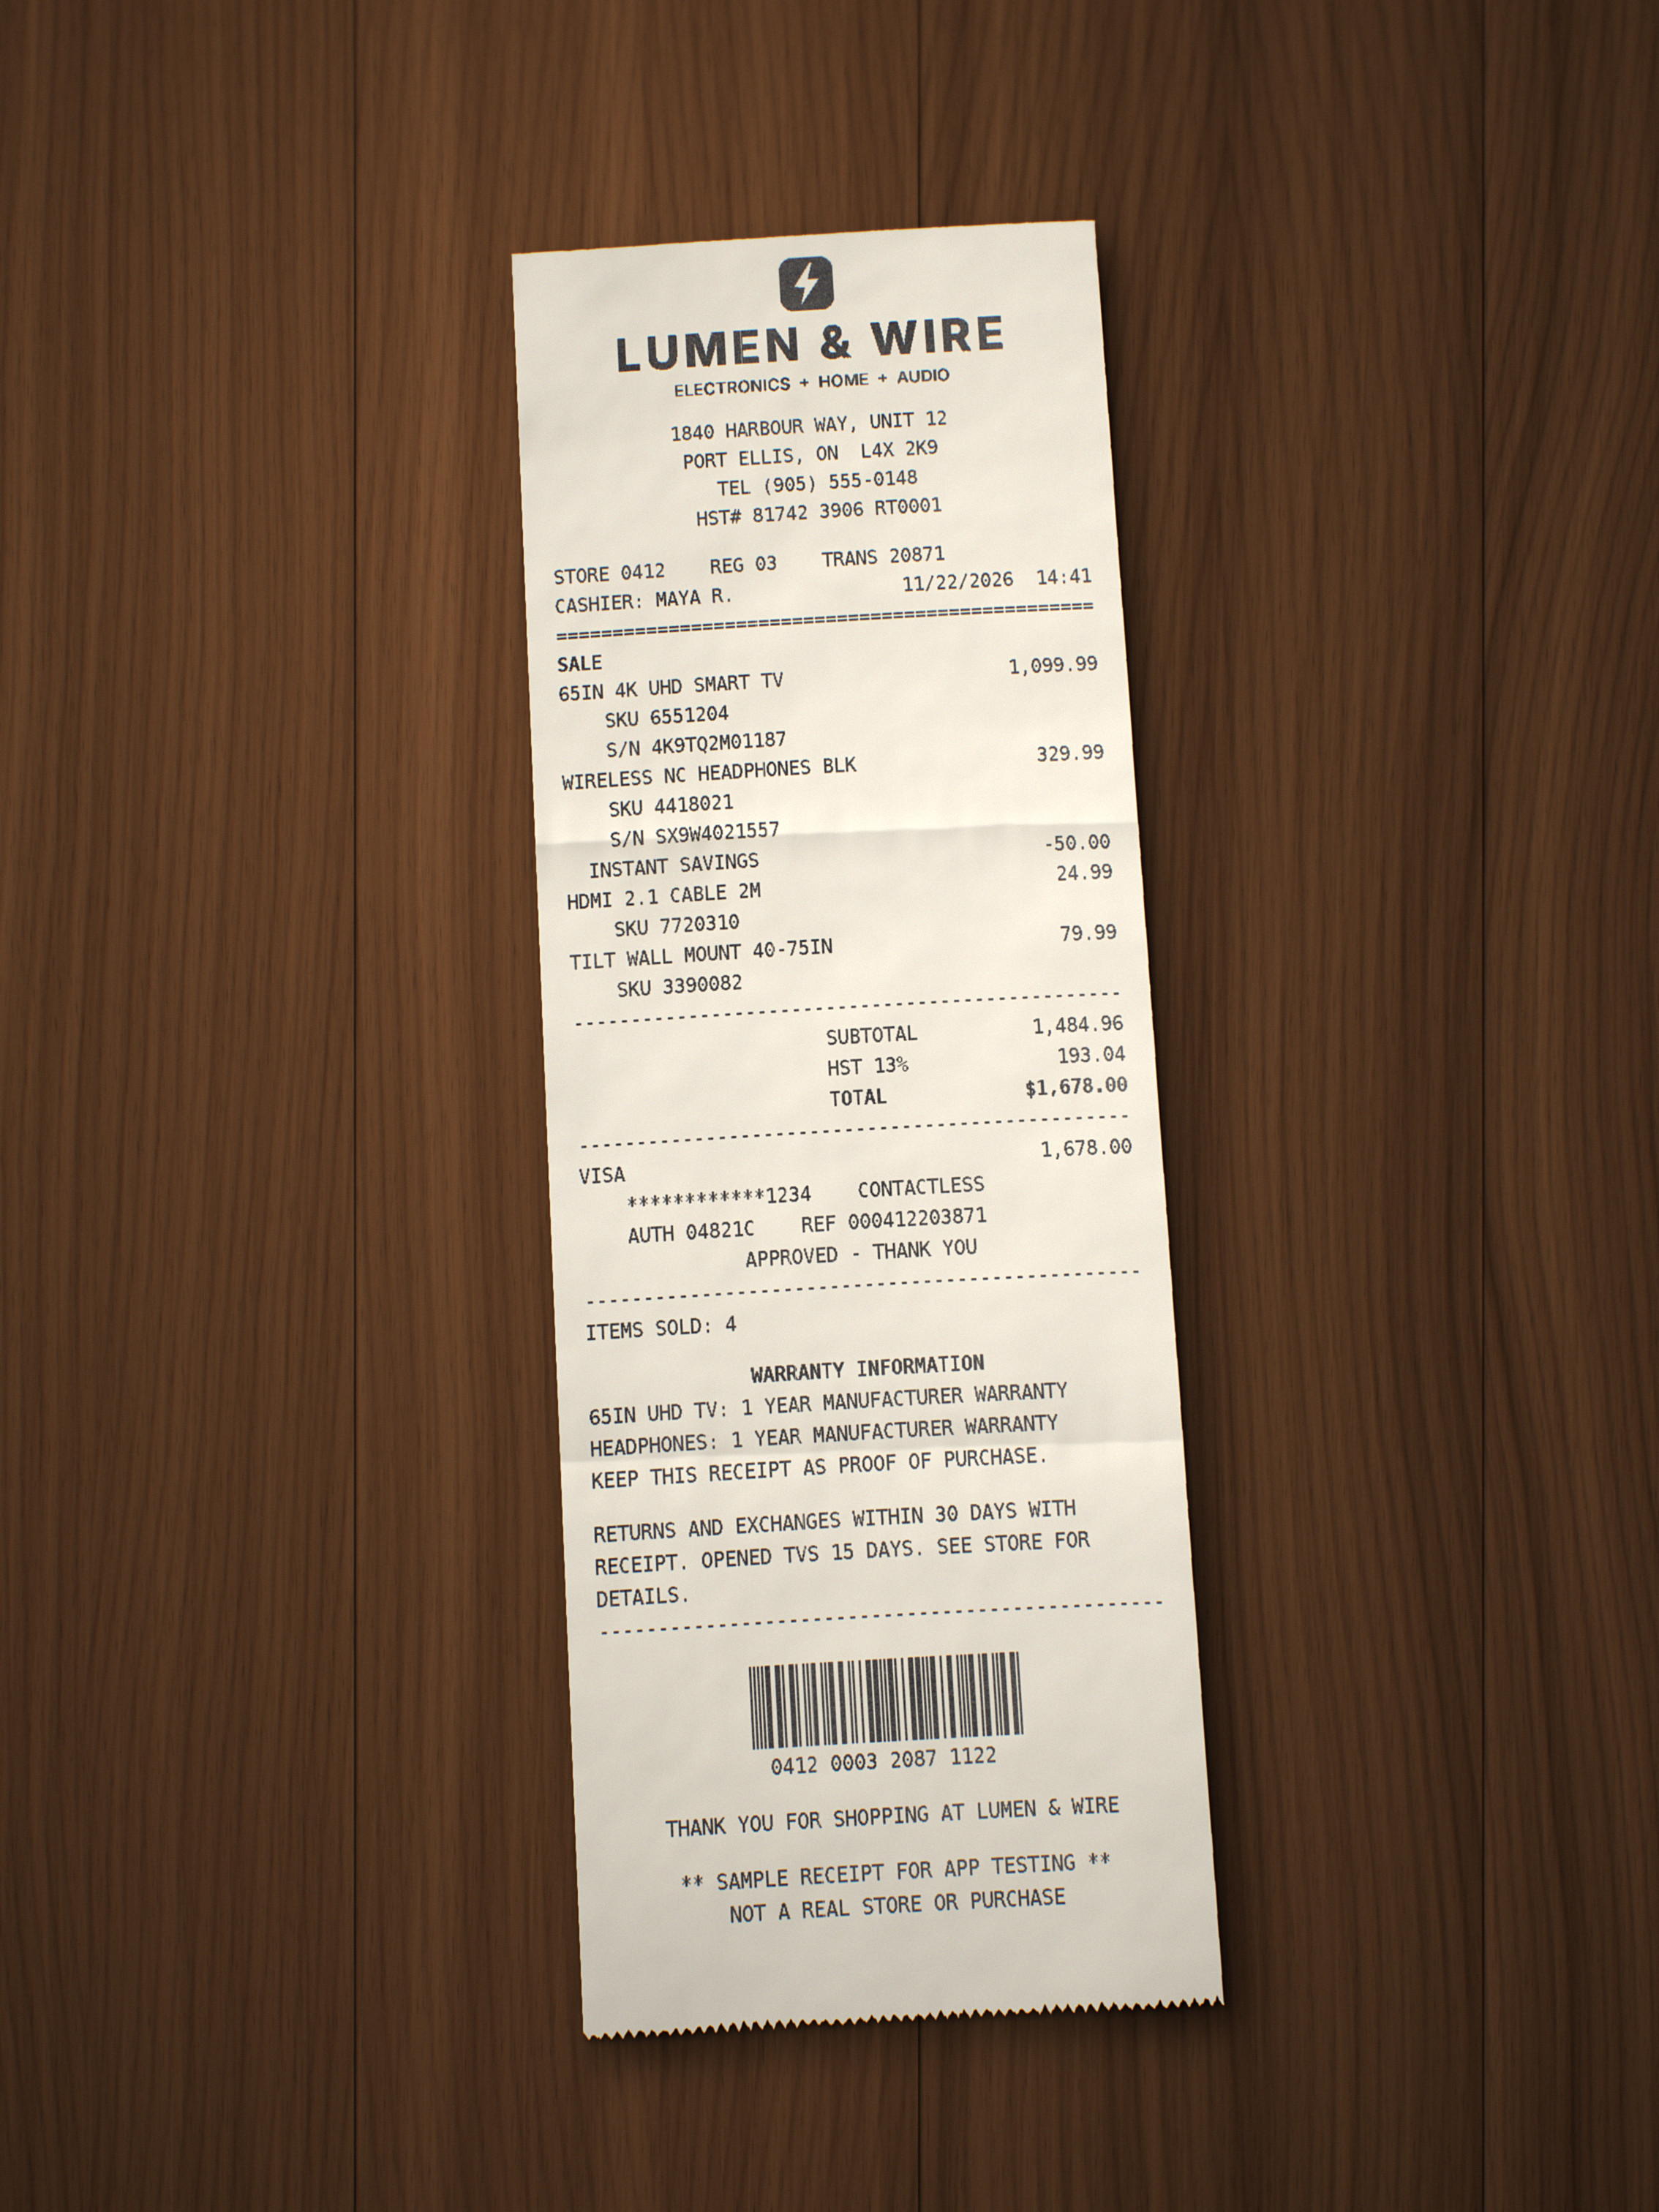 LUMEN & WIRE
ELECTRONICS + HOME + AUDIO
1840 HARBOUR WAY, UNIT 12
PORT ELLIS, ON  L4X 2K9
TEL (905) 555-0148
HST# 81742 3906 RT0001
STORE 0412    REG 03    TRANS 20871
CASHIER: MAYA R.    11/22/2026  14:41
================================================
SALE
65IN 4K UHD SMART TV    1,099.99
SKU 6551204
S/N 4K9TQ2M01187
WIRELESS NC HEADPHONES BLK    329.99
SKU 4418021
S/N SX9W4021557
INSTANT SAVINGS    -50.00
HDMI 2.1 CABLE 2M    24.99
SKU 7720310
TILT WALL MOUNT 40-75IN    79.99
SKU 3390082
------------------------------------------------
SUBTOTAL    1,484.96
HST 13%    193.04
TOTAL    $1,678.00
------------------------------------------------
VISA    1,678.00
************1234    CONTACTLESS
AUTH 04821C    REF 000412203871
APPROVED - THANK YOU
------------------------------------------------
ITEMS SOLD: 4
WARRANTY INFORMATION
65IN UHD TV: 1 YEAR MANUFACTURER WARRANTY
HEADPHONES: 1 YEAR MANUFACTURER WARRANTY
KEEP THIS RECEIPT AS PROOF OF PURCHASE.
RETURNS AND EXCHANGES WITHIN 30 DAYS WITH
RECEIPT. OPENED TVS 15 DAYS. SEE STORE FOR
DETAILS.
------------------------------------------------
0412 0003 2087 1122
THANK YOU FOR SHOPPING AT LUMEN & WIRE
** SAMPLE RECEIPT FOR APP TESTING **
NOT A REAL STORE OR PURCHASE